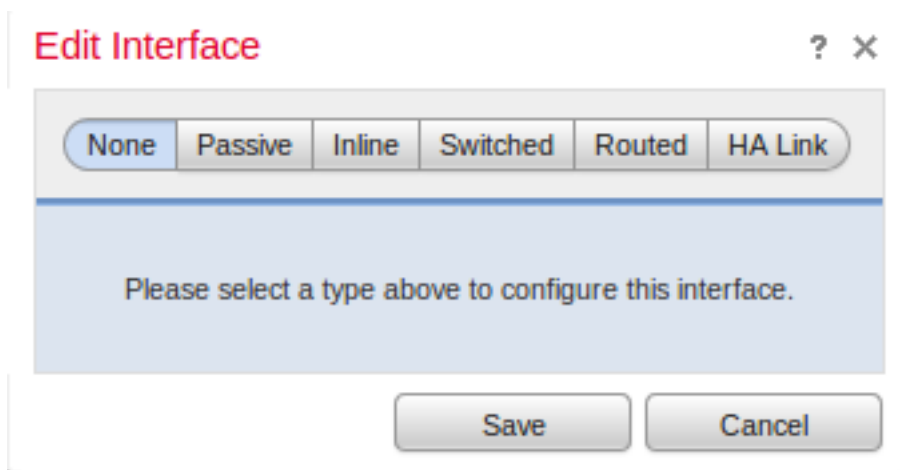 Edit Interface ? ×
None Passive Inline Switched Routed HA Link
Please select a type above to configure this interface.
Save Cancel